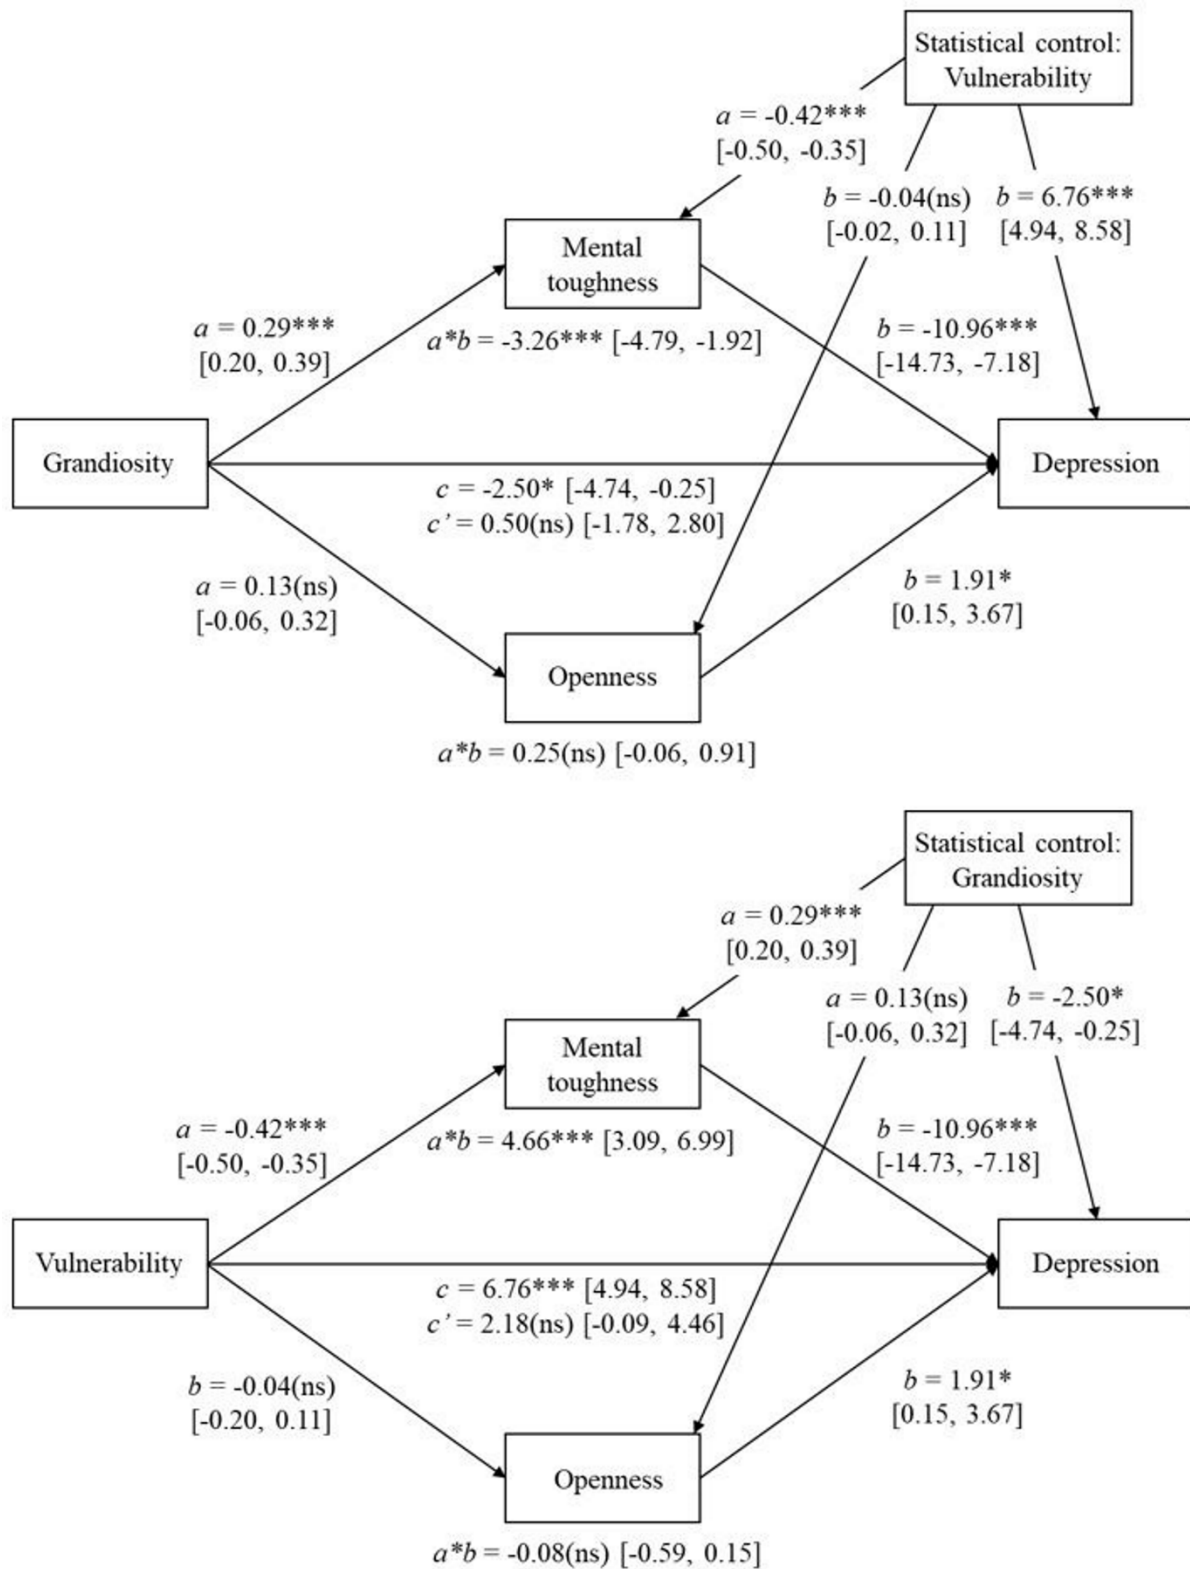 Statistical control:
Vulnerability
a = -0.42***
[-0.50, -0.35]
b = -0.04(ns)
[-0.02, 0.11]
b = 6.76***
[4.94, 8.58]
Mental
toughness
a = 0.29***
[0.20, 0.39]
a*b = -3.26*** [-4.79, -1.92]
b = -10.96***
[-14.73, -7.18]
Grandiosity
Depression
c = -2.50* [-4.74, -0.25]
c’ = 0.50(ns) [-1.78, 2.80]
a = 0.13(ns)
[-0.06, 0.32]
b = 1.91*
[0.15, 3.67]
Openness
a*b = 0.25(ns) [-0.06, 0.91]
Statistical control:
Grandiosity
a = 0.29***
[0.20, 0.39]
a = 0.13(ns)
[-0.06, 0.32]
b = -2.50*
[-4.74, -0.25]
Mental
toughness
a = -0.42***
[-0.50, -0.35]
a*b = 4.66*** [3.09, 6.99]
b = -10.96***
[-14.73, -7.18]
Vulnerability
Depression
c = 6.76*** [4.94, 8.58]
c’ = 2.18(ns) [-0.09, 4.46]
b = -0.04(ns)
[-0.20, 0.11]
b = 1.91*
[0.15, 3.67]
Openness
a*b = -0.08(ns) [-0.59, 0.15]